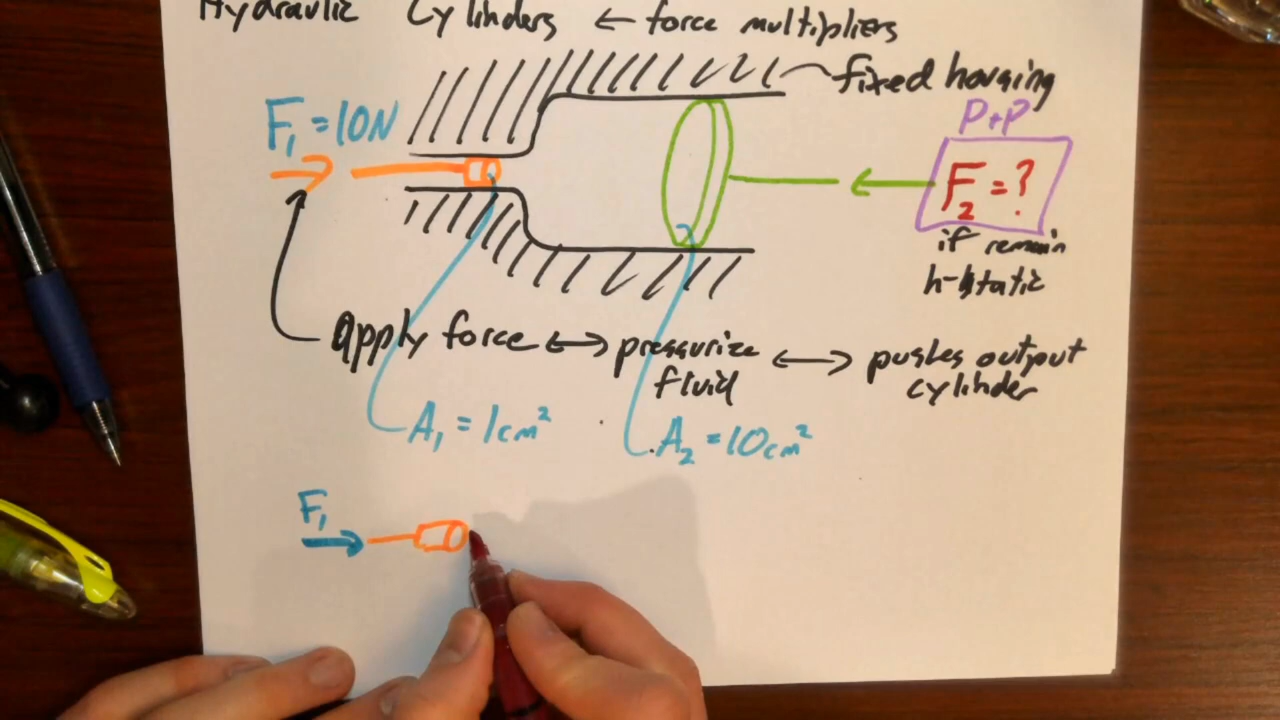 Hydraulic Cylinders ← force multipliers
fixed housing
F₁ = 10N
P+P
F₂ = ?
if remain
h-static
apply force ↔ pressurize fluid ↔ pushes output cylinder
A₁ = 1cm²
A₂ = 10cm²
F₁